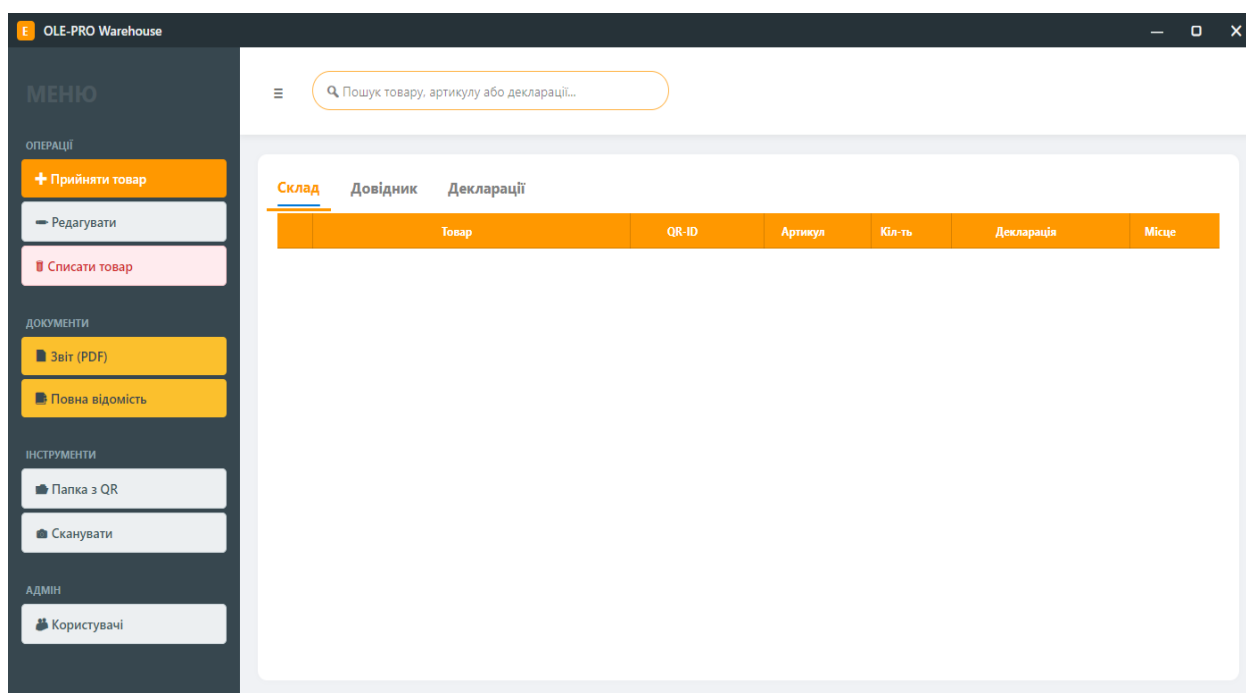 E OLE-PRO Warehouse
МЕНЮ
Пошук товару, артикулу або декларації...
ОПЕРАЦІЇ
Прийняти товар
Редагувати
Списати товар
ДОКУМЕНТИ
Звіт (PDF)
Повна відомість
ІНСТРУМЕНТИ
Папка з QR
Сканувати
АДМІН
Користувачі
Склад Довідник Декларації
Товар QR-ID Артикул Кіл-ть Декларація Місце